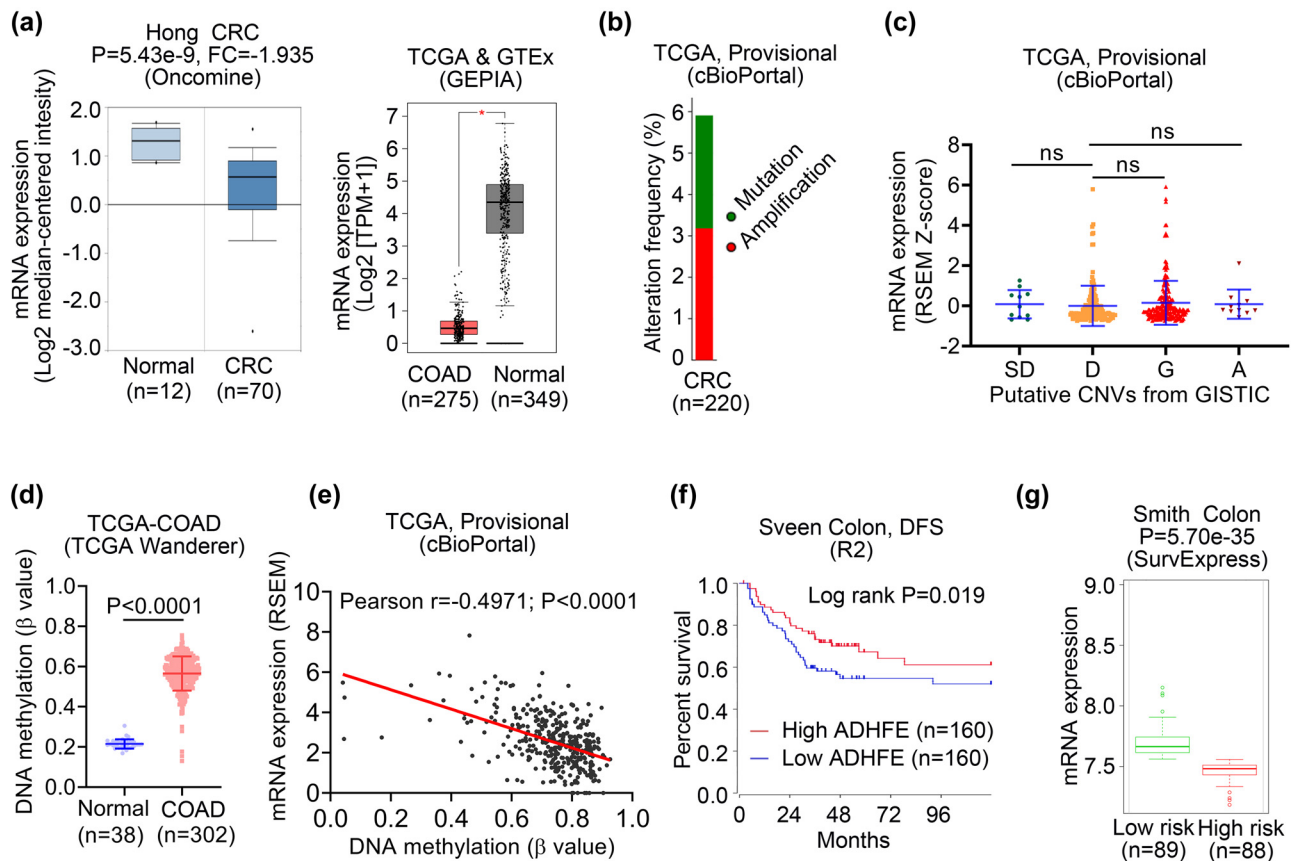 (a)
Hong CRC
P=5.43e-9, FC=-1.935
(Oncomine)
mRNA expression
(Log2 median-centered intesity)
2.0
1.0
0.0
-1.0
-2.0
-3.0
Normal
(n=12)
CRC
(n=70)
TCGA & GTEx
(GEPIA)
mRNA expression
(Log2 [TPM+1])
7
6
5
4
3
2
1
0
*
COAD
(n=275)
Normal
(n=349)
(b)
TCGA, Provisional
(cBioPortal)
Alteration frequency (%)
6
5
4
3
2
1
0
CRC
(n=220)
Mutation
Amplification
(c)
TCGA, Provisional
(cBioPortal)
mRNA expression
(RSEM Z-score)
8
6
4
2
0
-2
ns
ns
ns
SD D G A
Putative CNVs from GISTIC
(d)
TCGA-COAD
(TCGA Wanderer)
DNA methylation (β value)
1.0
0.8
0.6
0.4
0.2
0.0
P<0.0001
Normal
(n=38)
COAD
(n=302)
(e)
TCGA, Provisional
(cBioPortal)
mRNA expression (RSEM)
10
8
6
4
2
0
Pearson r=-0.4971; P<0.0001
0.0 0.2 0.4 0.6 0.8 1.0
DNA methylation (β value)
(f)
Sveen Colon, DFS
(R2)
Percent survival
1.0
0.8
0.6
0.4
0.2
0.0
Log rank P=0.019
High ADHFE (n=160)
Low ADHFE (n=160)
0 24 48 72 96
Months
(g)
Smith Colon
P=5.70e-35
(SurvExpress)
mRNA expression
9.0
8.5
8.0
7.5
Low risk
(n=89)
High risk
(n=88)